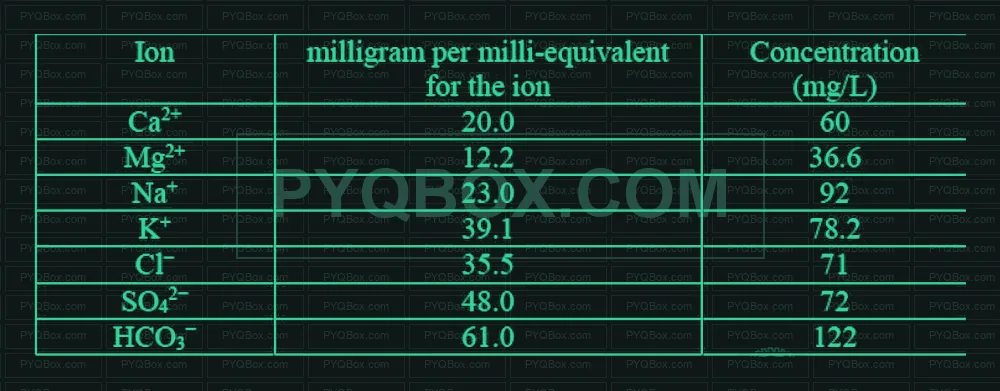 Ion milligram per milli-equivalent for the ion Concentration (mg/L)
Ca²⁺ 20.0 60
Mg²⁺ 12.2 36.6
Na⁺ 23.0 92
K⁺ 39.1 78.2
Cl⁻ 35.5 71
SO₄²⁻ 48.0 72
HCO₃⁻ 61.0 122
PYQBOX.COM
PYQBox.com